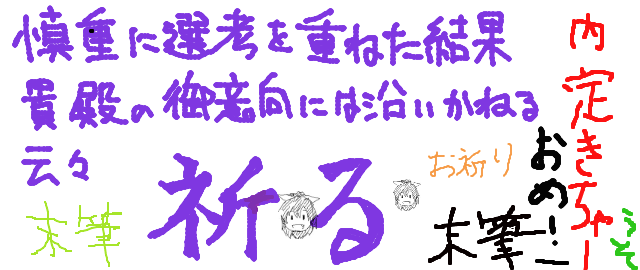 慎重に選考を重ねた結果
貴殿の御意向には沿いかねる
云々
祈る
お祈り
末筆
末筆
おめ!
内定きちゃー
うそ